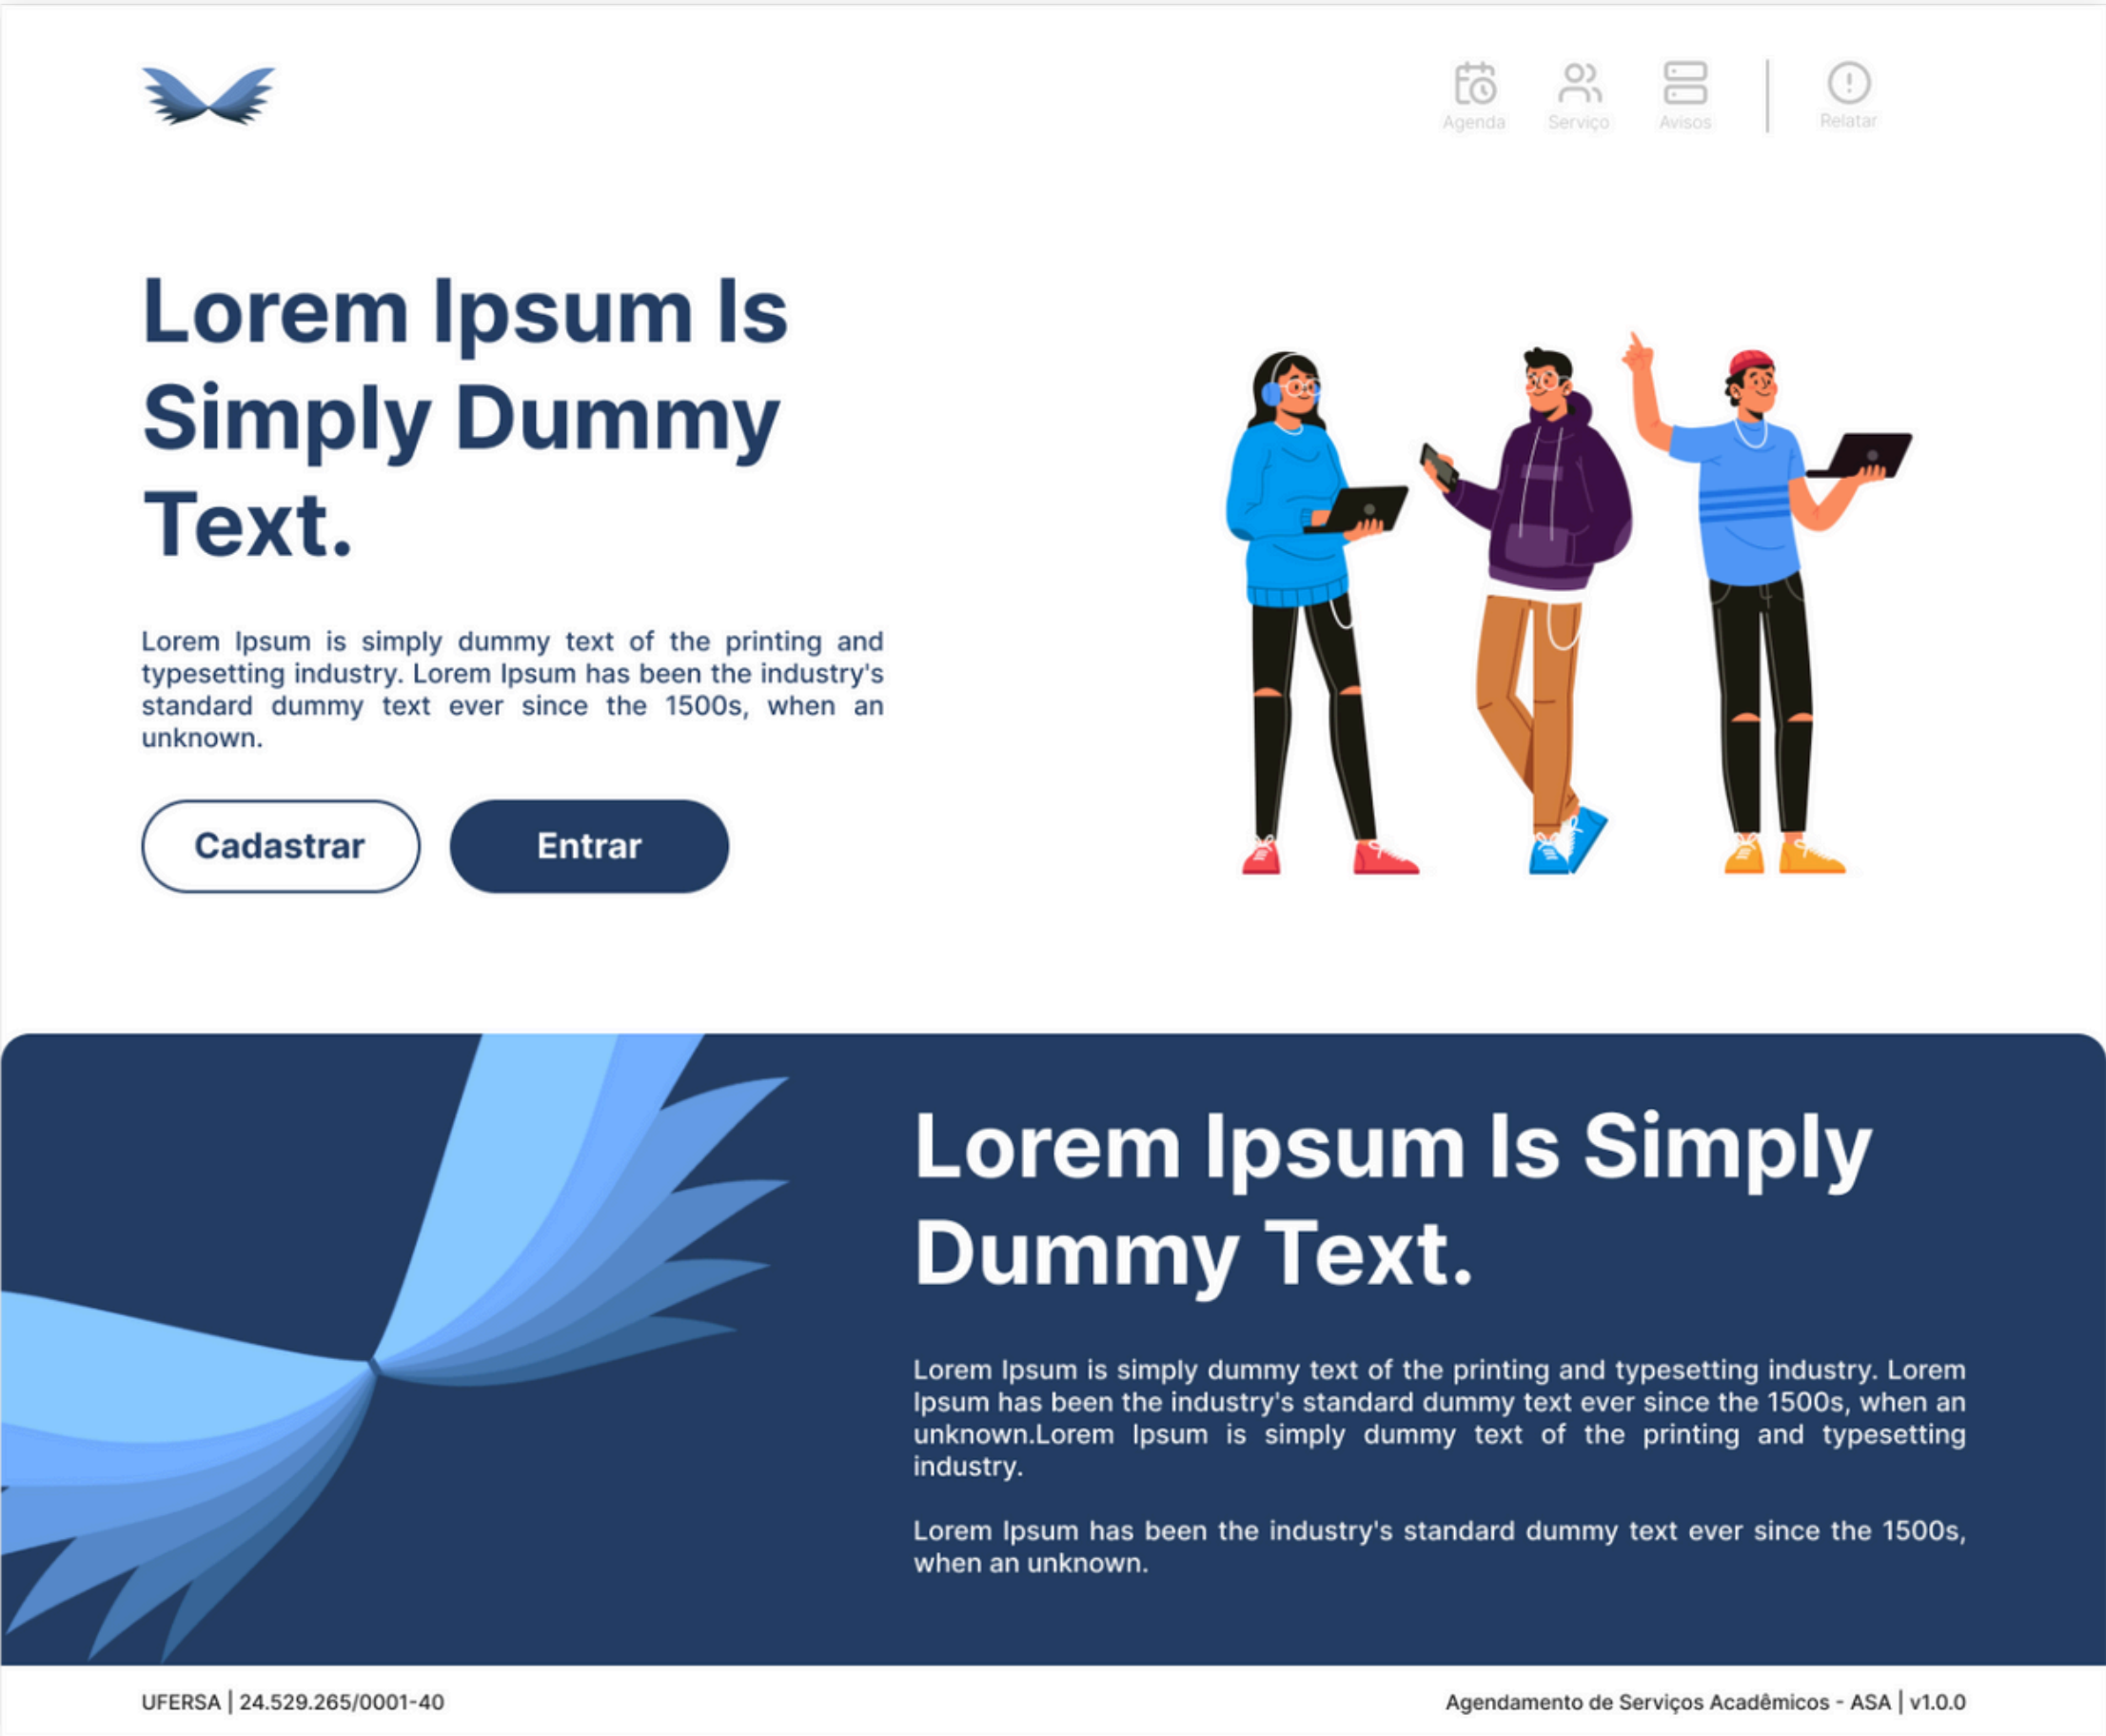 Agenda Serviço Avisos Relatar
Lorem Ipsum Is
Simply Dummy
Text.
Lorem Ipsum is simply dummy text of the printing and
typesetting industry. Lorem Ipsum has been the industry's
standard dummy text ever since the 1500s, when an
unknown.
Cadastrar Entrar
Lorem Ipsum Is Simply
Dummy Text.
Lorem Ipsum is simply dummy text of the printing and typesetting industry. Lorem
Ipsum has been the industry's standard dummy text ever since the 1500s, when an
unknown.Lorem Ipsum is simply dummy text of the printing and typesetting
industry.
Lorem Ipsum has been the industry's standard dummy text ever since the 1500s,
when an unknown.
UFERSA | 24.529.265/0001-40 Agendamento de Serviços Acadêmicos - ASA | v1.0.0